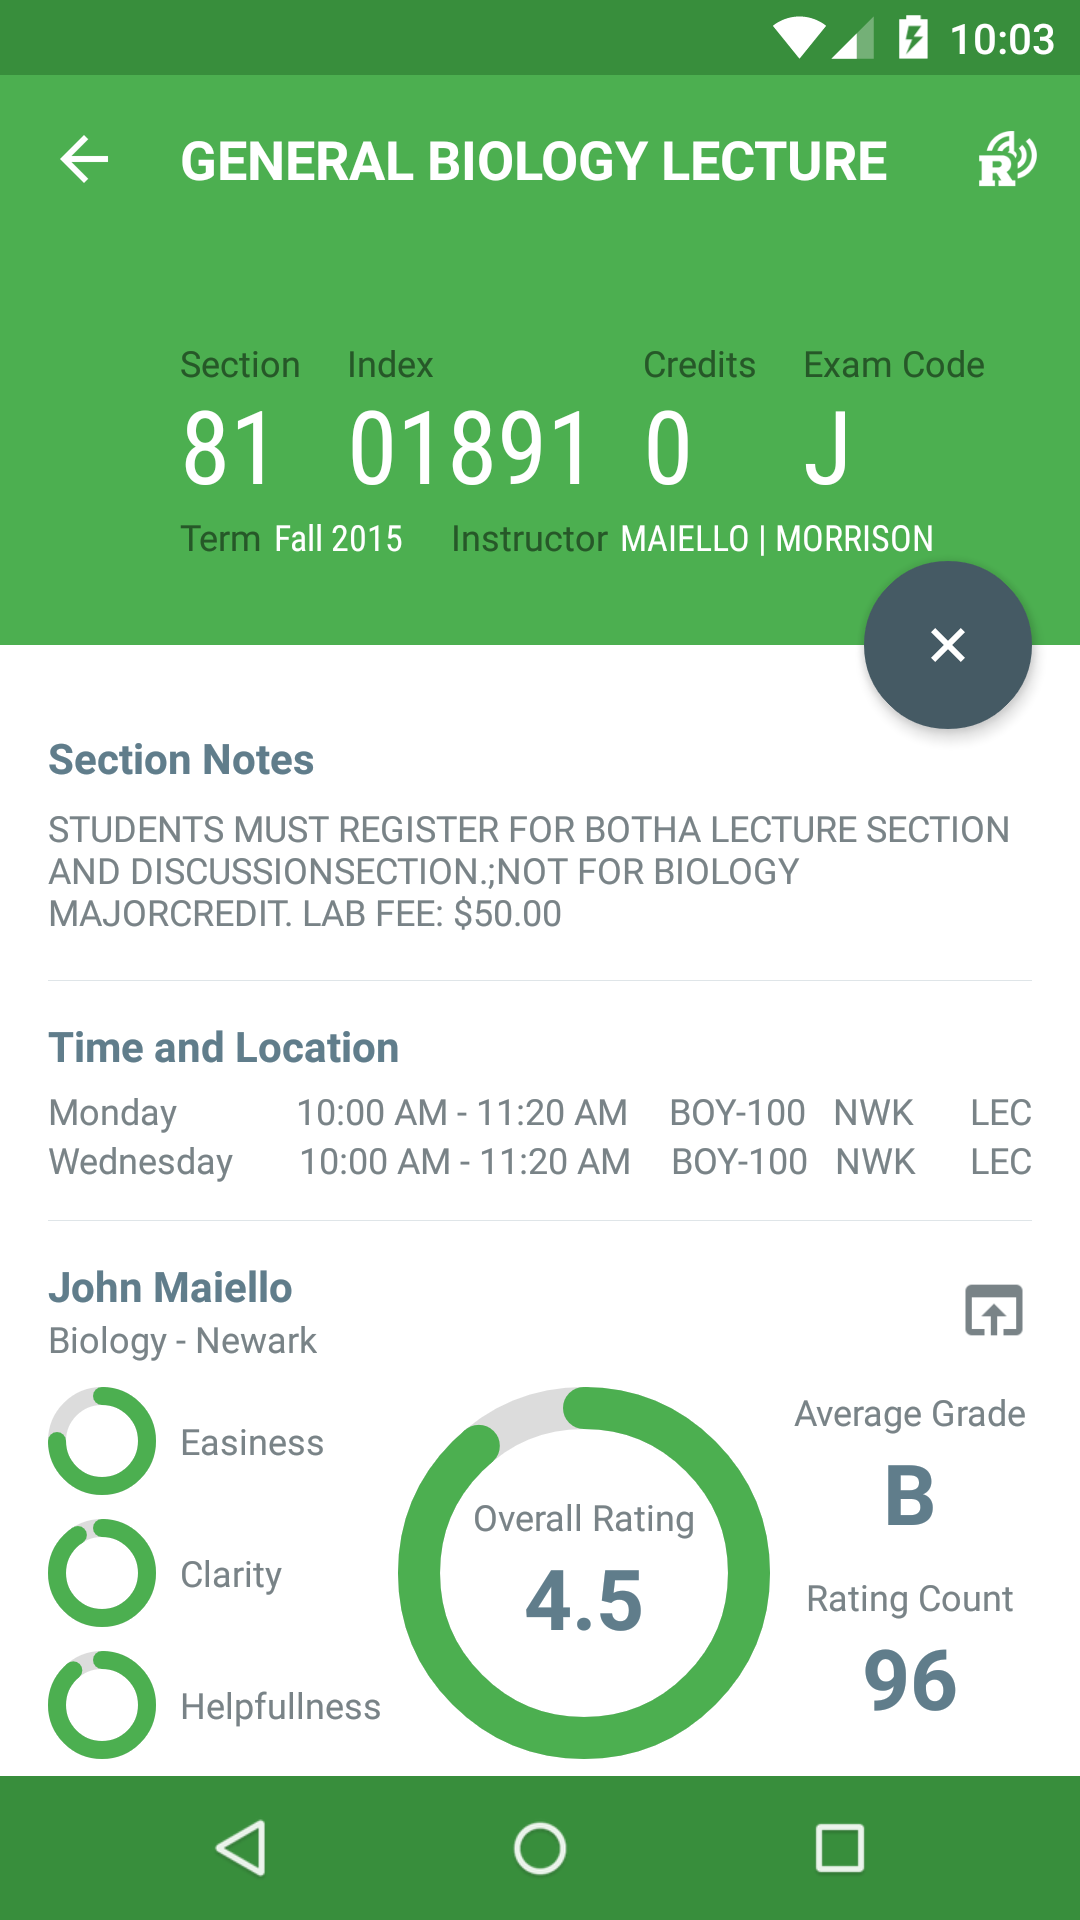 10:03
GENERAL BIOLOGY LECTURE
R
Section Index Credits Exam Code
81 01891 0 J
Term Fall 2015 Instructor MAIELLO | MORRISON
Section Notes
STUDENTS MUST REGISTER FOR BOTHA LECTURE SECTION
AND DISCUSSIONSECTION.;NOT FOR BIOLOGY
MAJORCREDIT. LAB FEE: $50.00
Time and Location
Monday 10:00 AM - 11:20 AM BOY-100 NWK LEC
Wednesday 10:00 AM - 11:20 AM BOY-100 NWK LEC
John Maiello
Biology - Newark
Easiness
Clarity
Helpfullness
Overall Rating
4.5
Average Grade
B
Rating Count
96